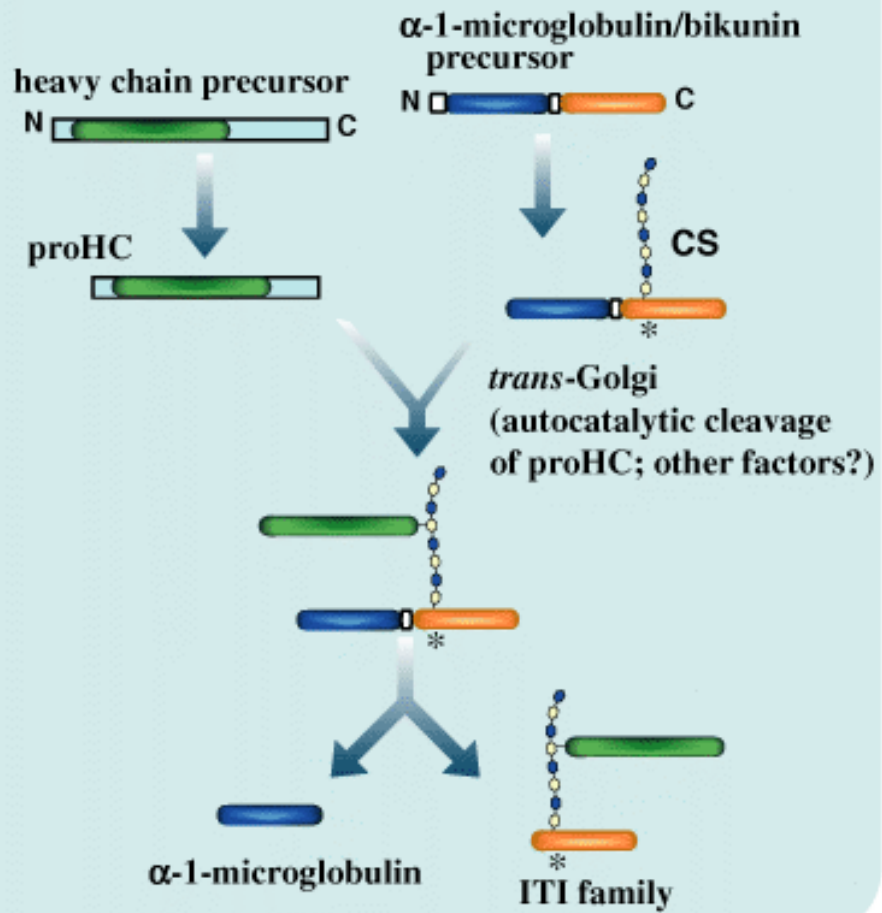 α-1-microglobulin/bikunin
precursor
heavy chain precursor
N C
N C
CS
proHC
*
trans-Golgi
(autocatalytic cleavage
of proHC; other factors?)
*
*
α-1-microglobulin
ITI family